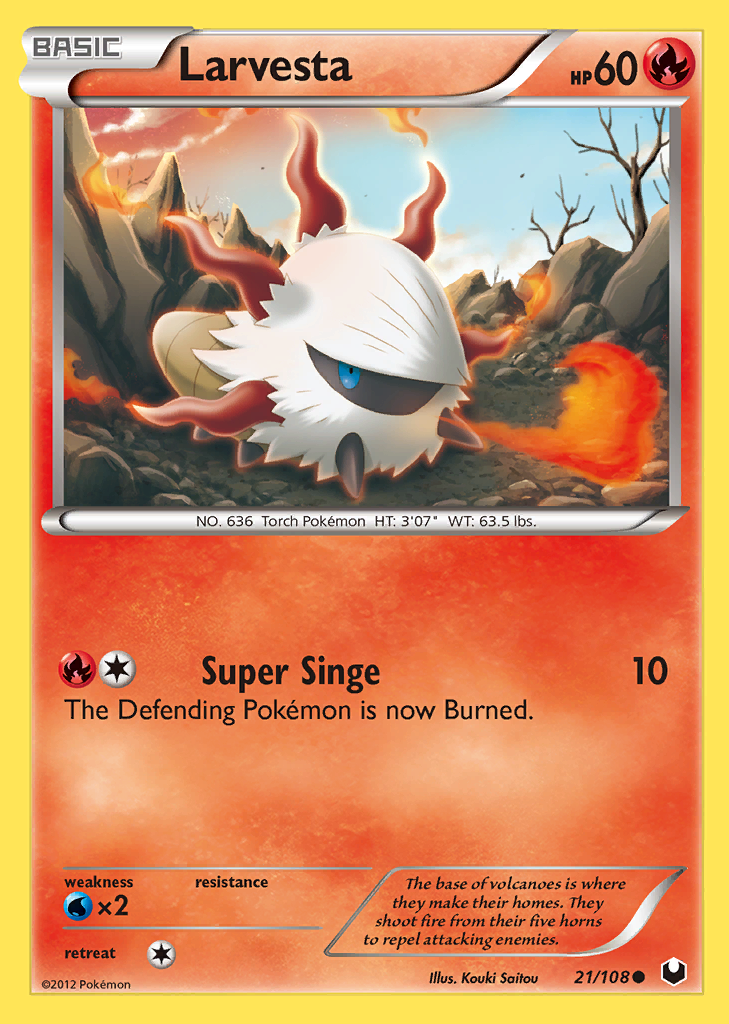 BASIC
Larvesta
HP60
NO. 636 Torch Pokémon HT: 3'07" WT: 63.5 lbs.
Super Singe 10
The Defending Pokémon is now Burned.
weakness resistance
×2
retreat
The base of volcanoes is where
they make their homes. They
shoot fire from their five horns
to repel attacking enemies.
©2012 Pokémon
Illus. Kouki Saitou
21/108